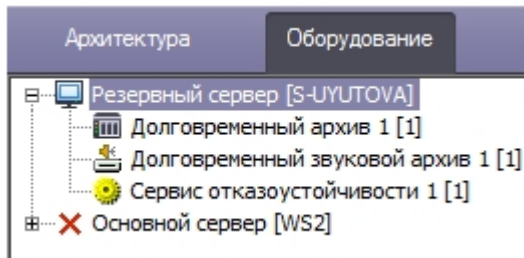 Архитектура Оборудование
Резервный сервер [S-UYUTOVA]
Долговременный архив 1 [1]
Долговременный звуковой архив 1 [1]
Сервис отказоустойчивости 1 [1]
Основной сервер [WS2]